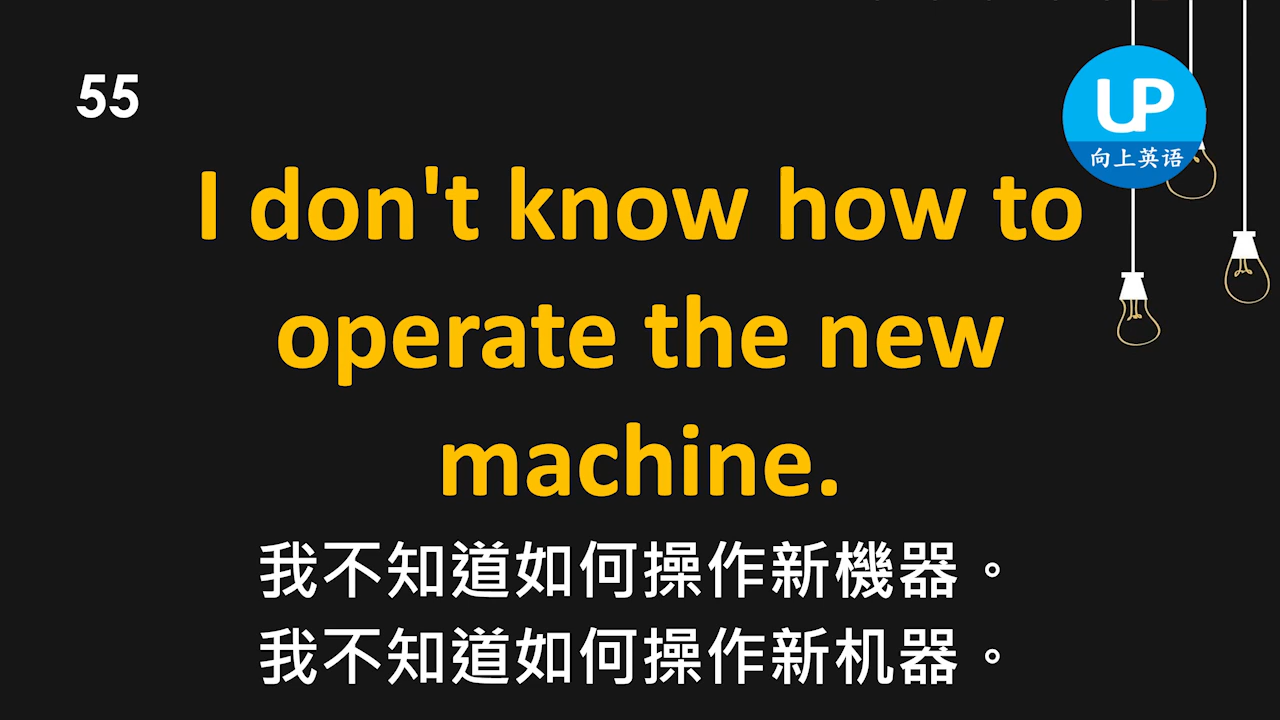 55
UP
向上英语
I don't know how to
operate the new
machine.
我不知道如何操作新機器。
我不知道如何操作新机器。